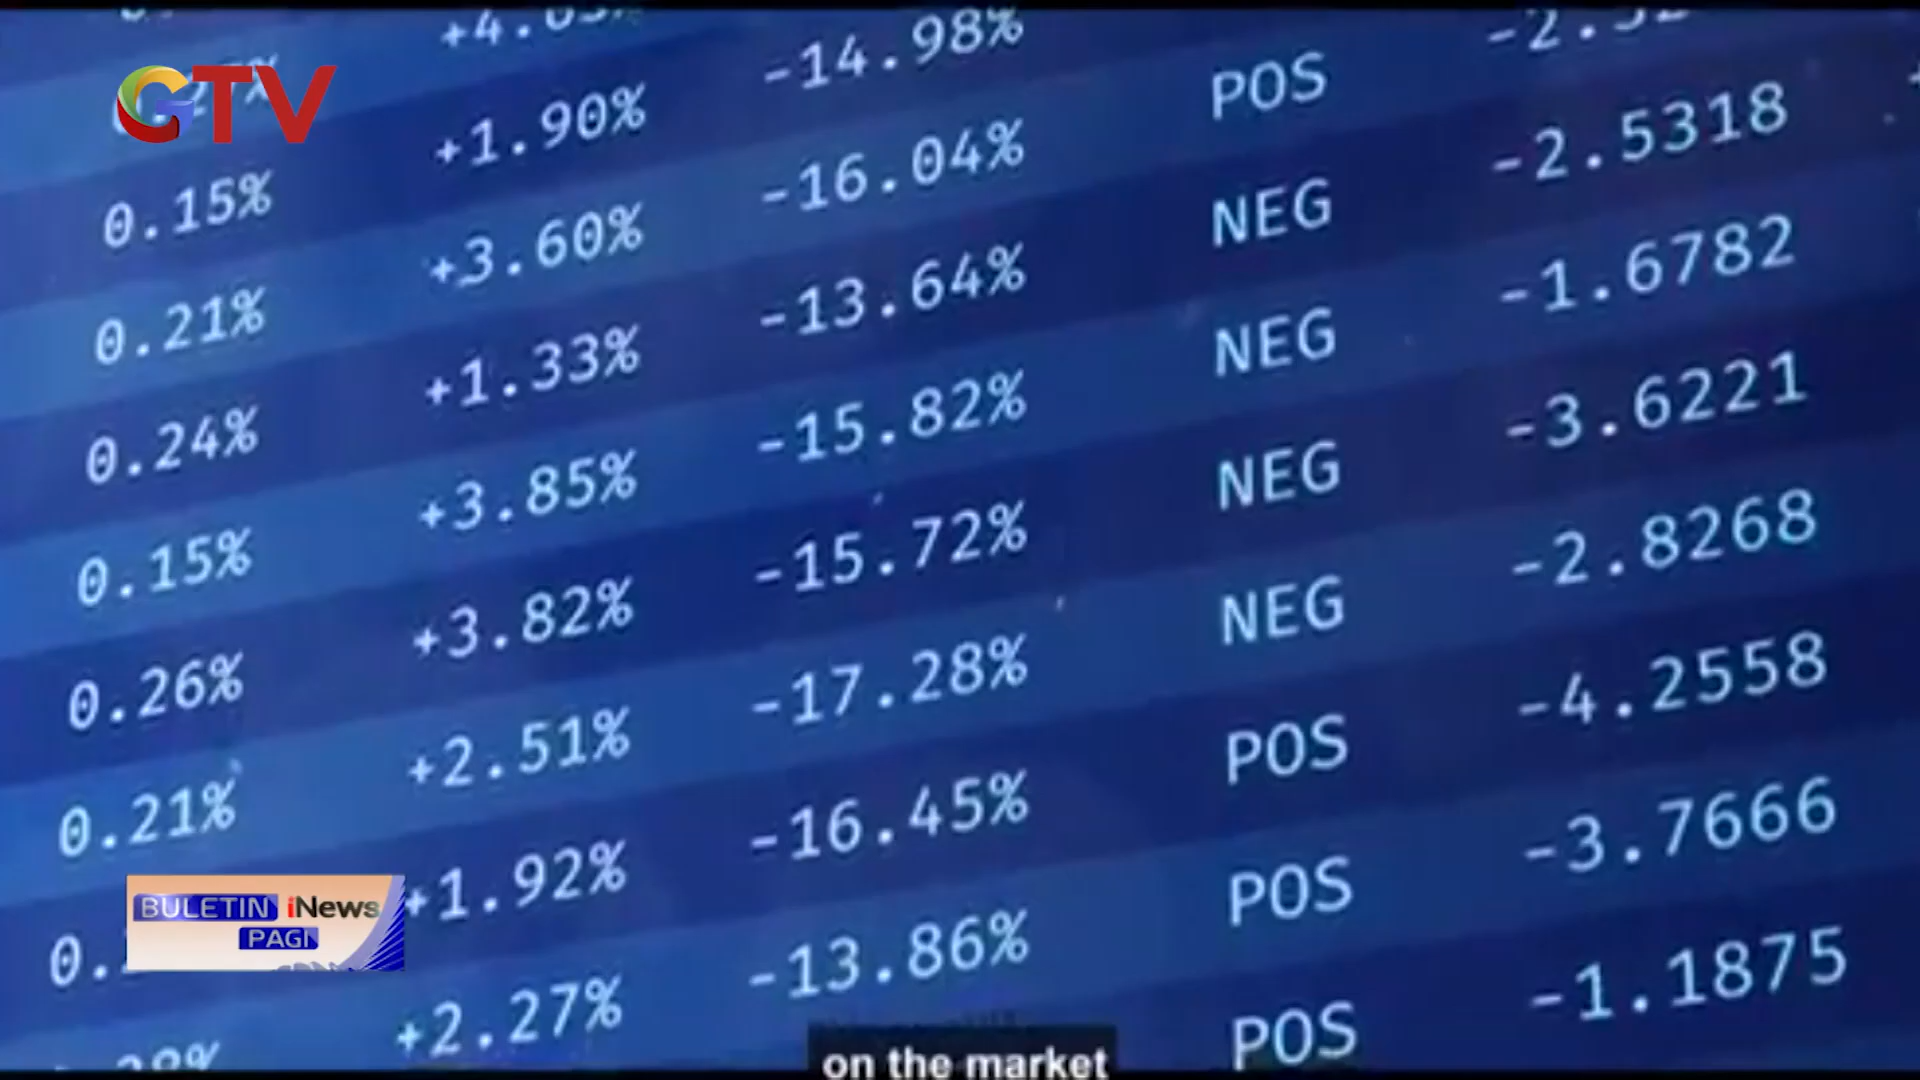 GTV
0.15% +1.90% -14.98%
0.21% +3.60% -16.04% POS
0.24% +1.33% -13.64% NEG -2.5318
0.15% +3.85% -15.82% NEG -1.6782
0.26% +3.82% -15.72% NEG -3.6221
0.21% +2.51% -17.28% NEG -2.8268
+1.92% -16.45% POS -4.2558
+2.27% -13.86% POS -3.7666
POS -1.1875
BULETIN iNews
PAGI
on the market